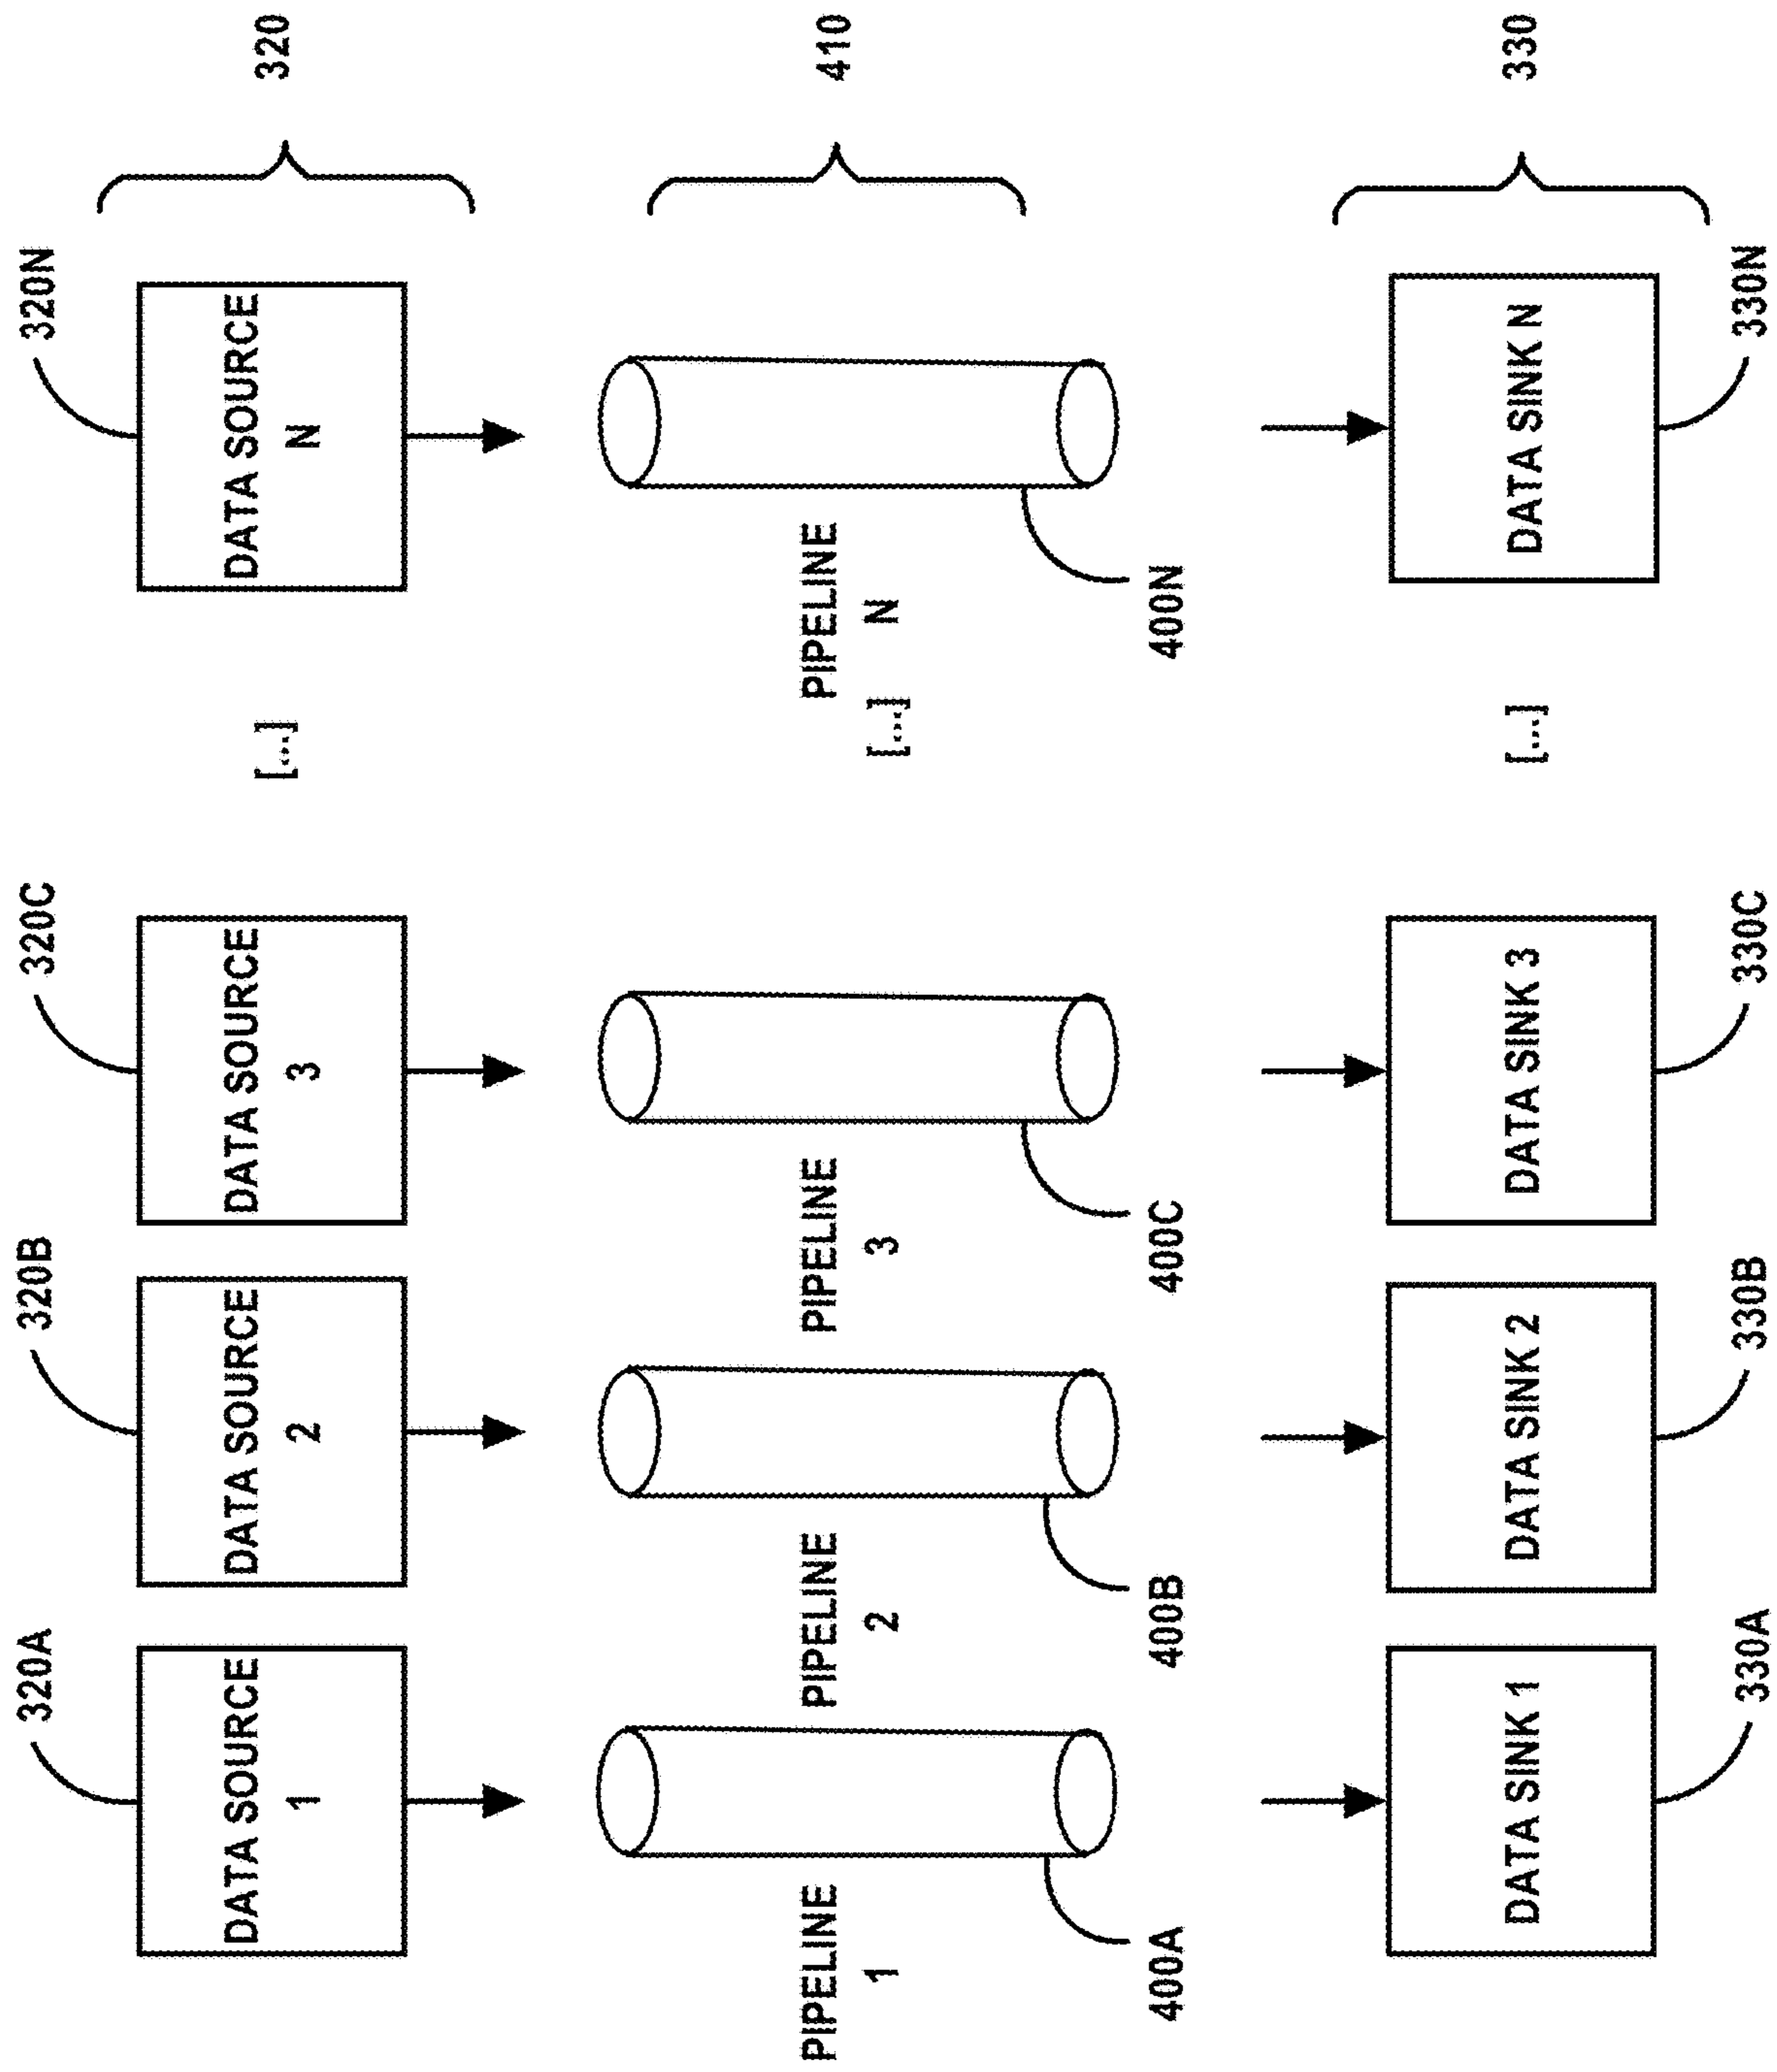 320A
320B
320C
320N
DATA SOURCE
1
DATA SOURCE
2
DATA SOURCE
3
[...]
DATA SOURCE
N
320
PIPELINE
1
PIPELINE
2
PIPELINE
3
[...]
PIPELINE
N
410
400A
400B
400C
400N
DATA SINK 1
DATA SINK 2
DATA SINK 3
[...]
DATA SINK N
330
330A
330B
330C
330N